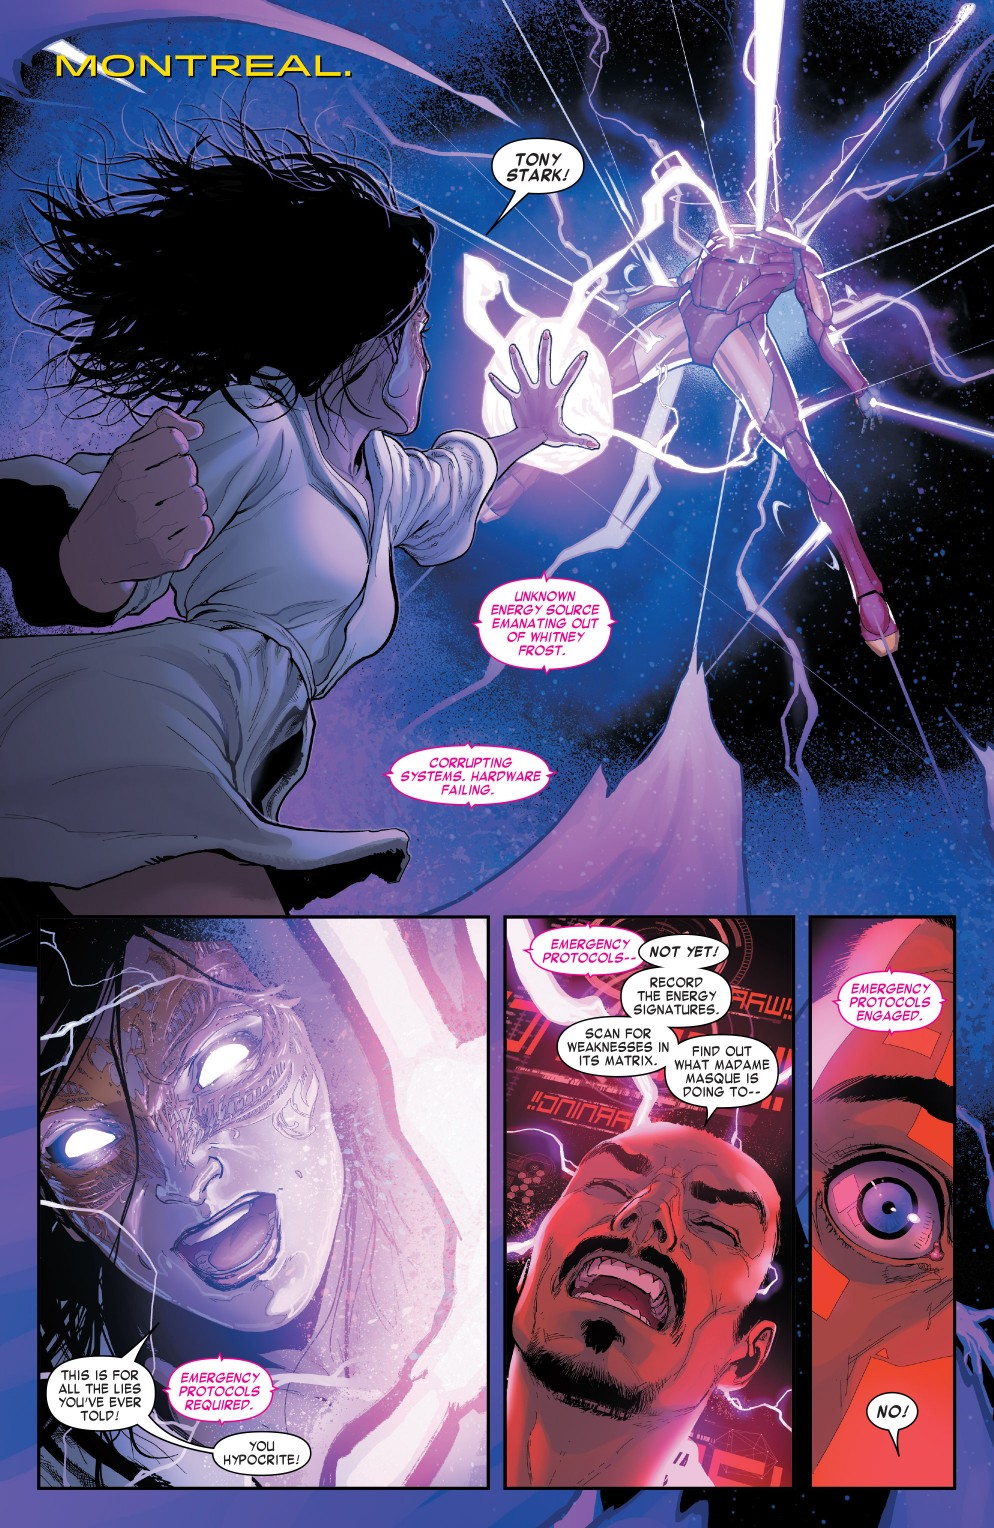 MONTREAL.
TONY
STARK!
UNKNOWN
ENERGY SOURCE
EMANATING OUT
OF WHITNEY
FROST.
CORRUPTING
SYSTEMS. HARDWARE
FAILING.
THIS IS FOR
ALL THE LIES
YOU'VE EVER
TOLD!
EMERGENCY
PROTOCOLS
REQUIRED.
YOU
HYPOCRITE!
EMERGENCY
PROTOCOLS--
NOT YET!
RECORD
THE ENERGY
SIGNATURES.
SCAN FOR
WEAKNESSES IN
ITS MATRIX.
FIND OUT
WHAT MADAME
MASQUE IS
DOING TO--
EMERGENCY
PROTOCOLS
ENGAGED.
NO!